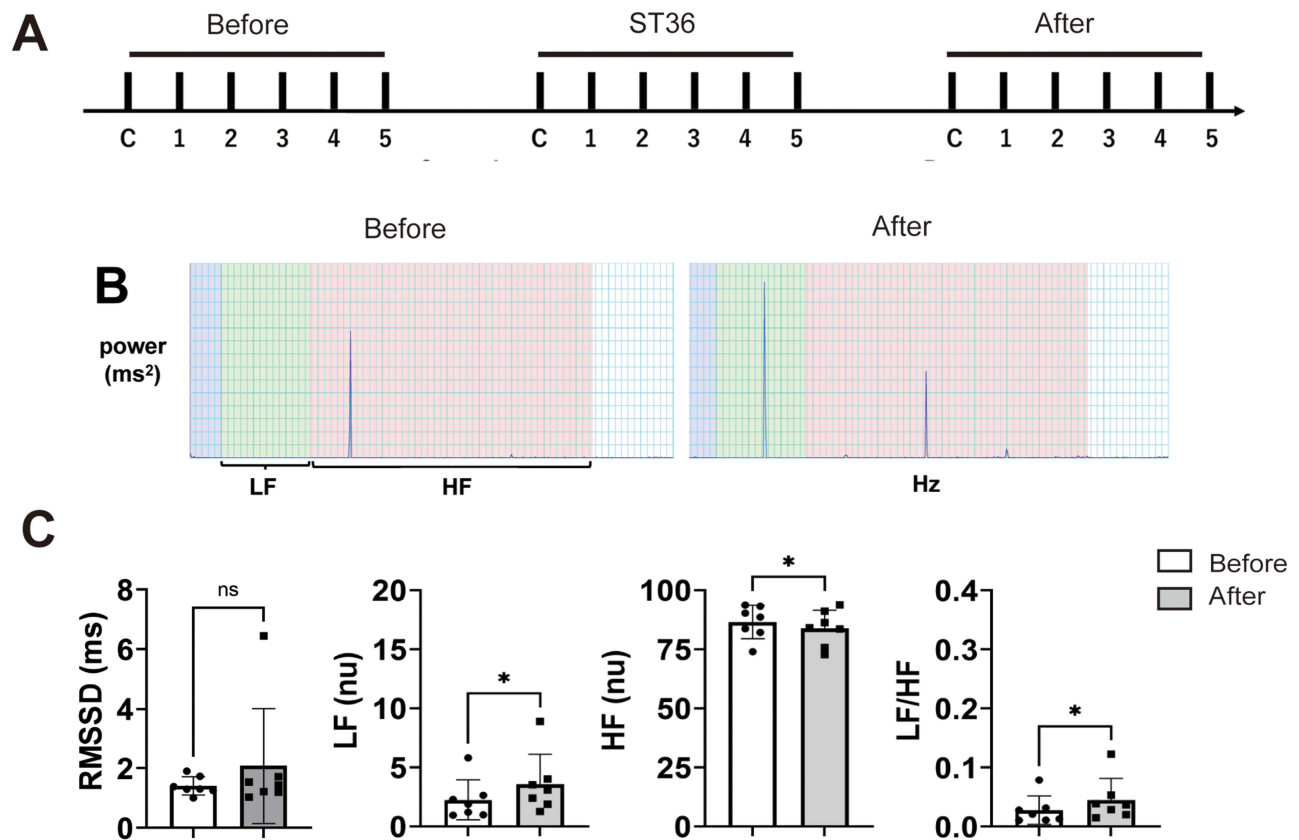 A
Before ST36 After
C 1 2 3 4 5 C 1 2 3 4 5 C 1 2 3 4 5
Before After
B
power
(ms²)
LF HF Hz
C
Before
After
ns
RMSSD (ms)
8
6
4
2
0
*
LF (nu)
20
15
10
5
0
*
HF (nu)
100
75
50
25
0
*
LF/HF
0.4
0.3
0.2
0.1
0.0